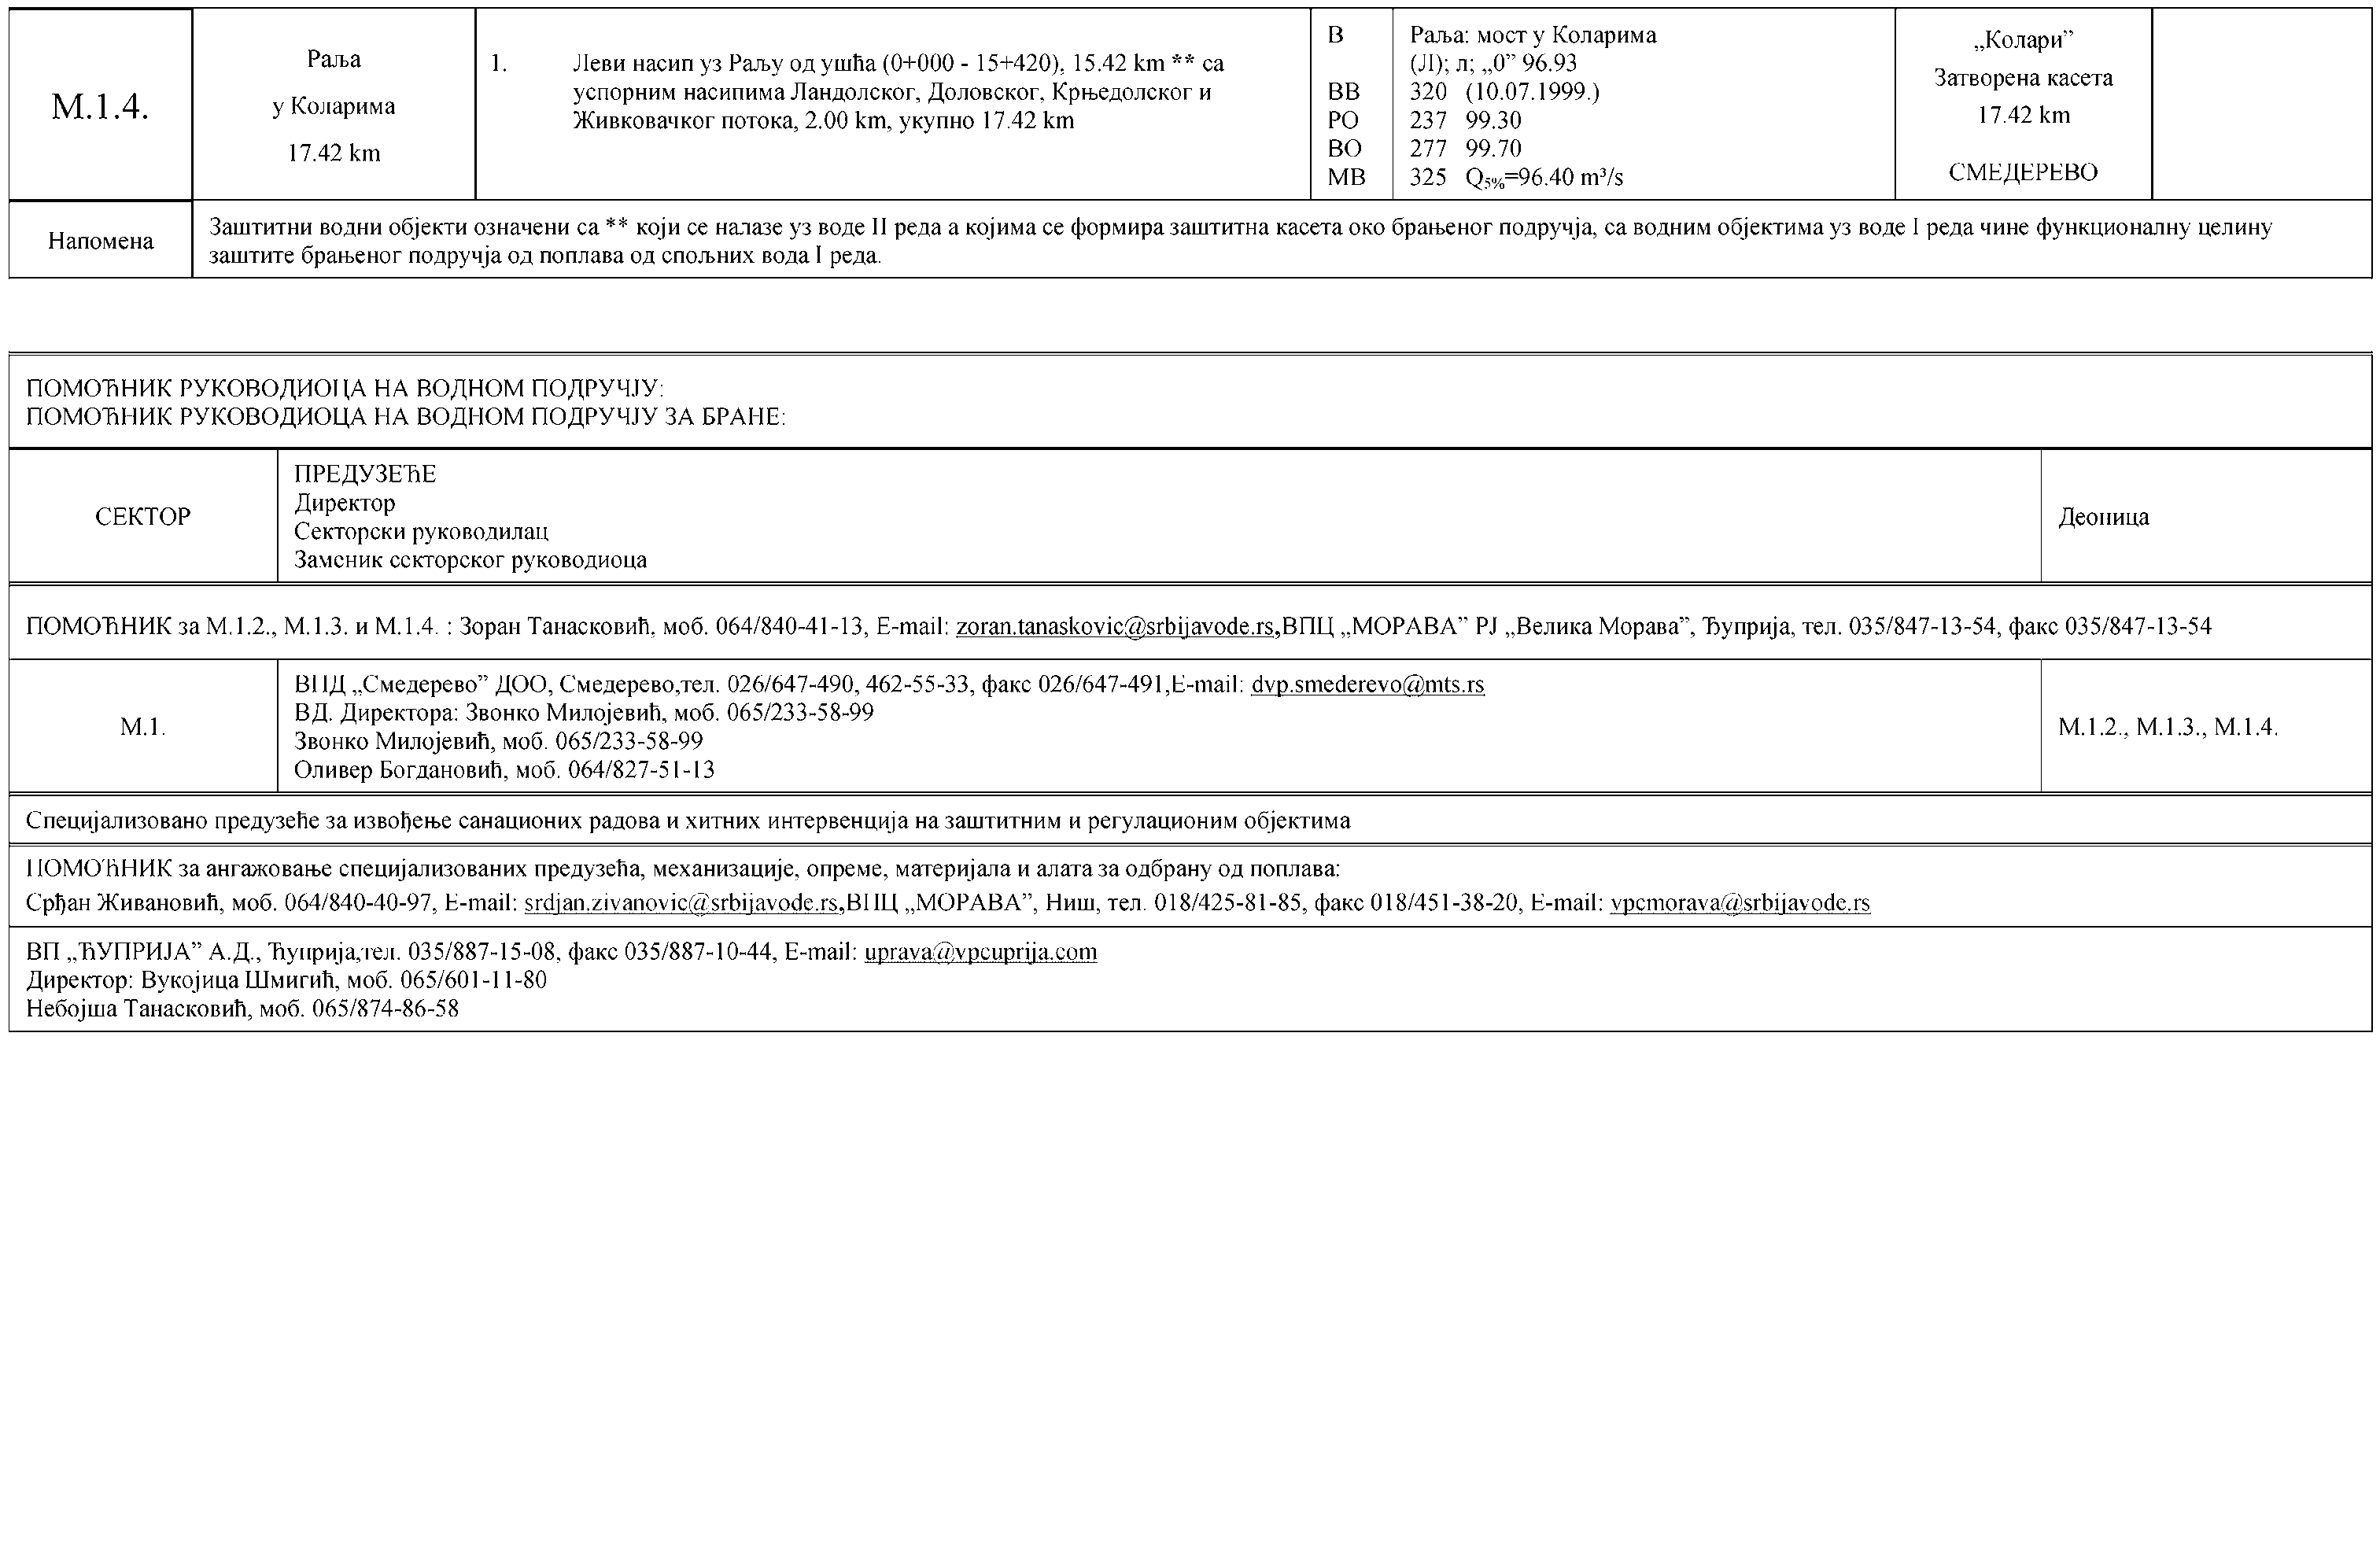 М.1.4.
Раља
у Коларима
17.42 km
1. Леви насип уз Раљу од ушћа (0+000 - 15+420), 15.42 km ** са
успорним насипима Ландолског, Доловског, Крњедолског и
Живковачког потока, 2.00 km, укупно 17.42 km
В Раља: мост у Коларима
(Л); л; „0” 96.93
ВВ 320 (10.07.1999.)
РО 237 99.30
ВО 277 99.70
МВ 325 Q5%=96.40 m³/s
„Колари”
Затворена касета
17.42 km
СМЕДЕРЕВО
Напомена
Заштитни водни објекти означени са ** који се налазе уз воде II реда а којима се формира заштитна касета око брањеног подручја, са водним објектима уз воде I реда чине функционалну целину
заштите брањеног подручја од поплава од спољних вода I реда.
ПОМОЋНИК РУКОВОДИОЦА НА ВОДНОМ ПОДРУЧЈУ:
ПОМОЋНИК РУКОВОДИОЦА НА ВОДНОМ ПОДРУЧЈУ ЗА БРАНЕ:
СЕКТОР
ПРЕДУЗЕЋЕ
Директор
Секторски руководилац
Заменик секторског руководиоца
Деоница
ПОМОЋНИК за М.1.2., М.1.3. и М.1.4. : Зоран Танасковић, моб. 064/840-41-13, E-mail: zoran.tanaskovic@srbijavode.rs,ВПЦ „МОРАВА” РЈ „Велика Морава”, Ћуприја, тел. 035/847-13-54, факс 035/847-13-54
М.1.
ВПД „Смедерево” ДОО, Смедерево,тел. 026/647-490, 462-55-33, факс 026/647-491,E-mail: dvp.smederevo@mts.rs
ВД. Директора: Звонко Милојевић, моб. 065/233-58-99
Звонко Милојевић, моб. 065/233-58-99
Оливер Богдановић, моб. 064/827-51-13
М.1.2., М.1.3., М.1.4.
Специјализовано предузеће за извођење санационих радова и хитних интервенција на заштитним и регулационим објектима
ПОМОЋНИК за ангажовање специјализованих предузећа, механизације, опреме, материјала и алата за одбрану од поплава:
Срђан Живановић, моб. 064/840-40-97, E-mail: srdjan.zivanovic@srbijavode.rs,ВПЦ „МОРАВА”, Ниш, тел. 018/425-81-85, факс 018/451-38-20, E-mail: vpcmorava@srbijavode.rs
ВП „ЋУПРИЈА” А.Д., Ћуприја,тел. 035/887-15-08, факс 035/887-10-44, E-mail: uprava@vpcuprija.com
Директор: Вукојица Шмигић, моб. 065/601-11-80
Небојша Танасковић, моб. 065/874-86-58